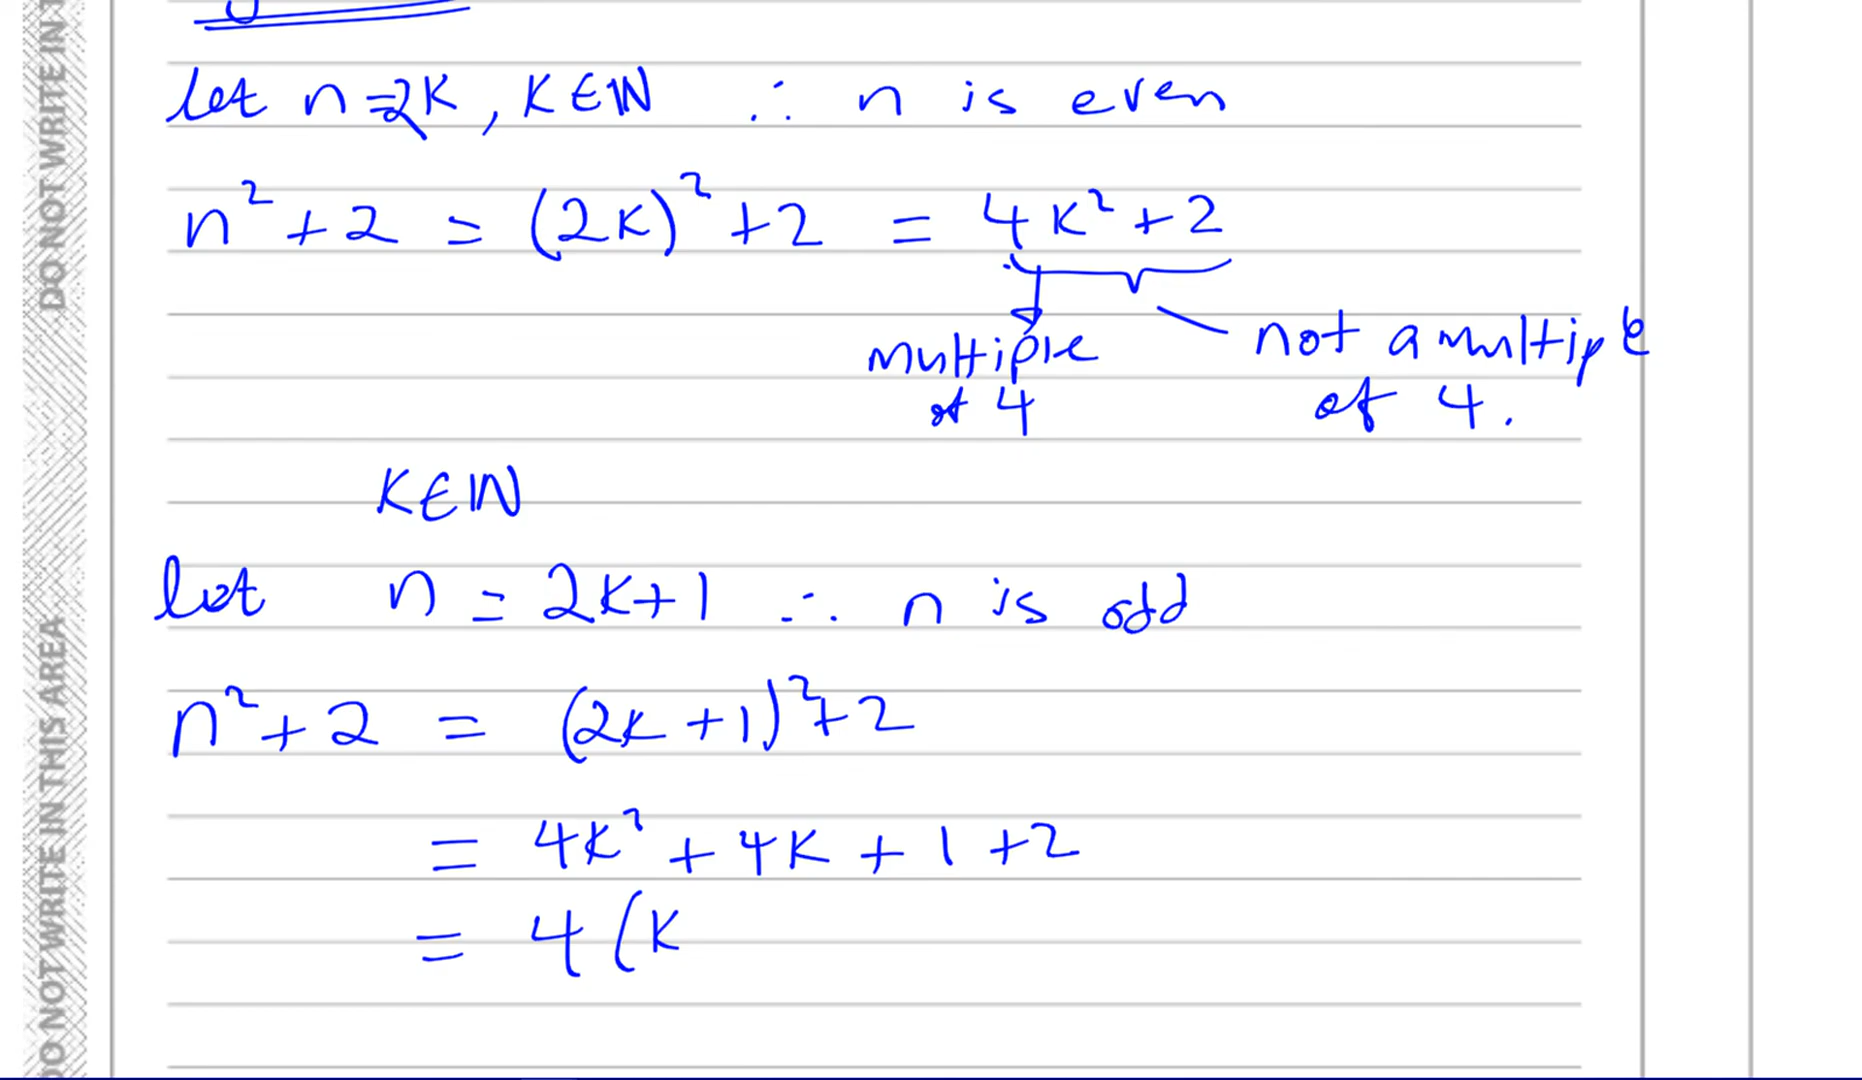 let n=2K, K∈ℕ ∴ n is even
n² + 2 = (2K)² + 2 = 4K² + 2
multiple of 4
not a multiple of 4.
K∈ℕ
let n = 2K+1 ∴ n is odd
n² + 2 = (2K + 1)² + 2
= 4K² + 4K + 1 + 2
= 4 (K
DO NOT WRITE IN T
DO NOT WRITE IN THIS AREA